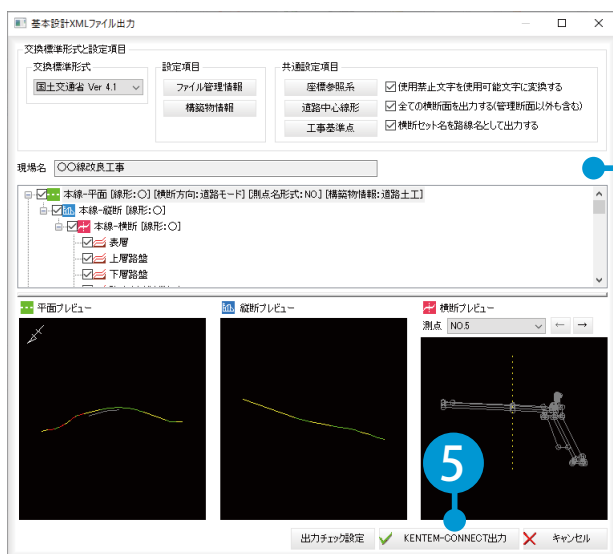 基本設計XMLファイル出力
交換標準形式と設定項目
交換標準形式
設定項目
共通設定項目
国土交通省 Ver 4.1
ファイル管理情報
座標参照系
使用禁止文字を使用可能文字に変換する
構築物情報
道路中心線形
全ての横断面を出力する(管理断面以外も含む)
工事基準点
横断セット名を路線名として出力する
現場名
〇〇線改良工事
本線-平面 [線形:〇] [横断方向:道路モード] [測点名形式:NO.] [構築物情報:道路土工]
本線-縦断 [線形:〇]
本線-横断 [線形:〇]
表層
上層路盤
下層路盤
平面プレビュー
縦断プレビュー
横断プレビュー
測点
NO.5
← →
5
出力チェック設定
KENTEM-CONNECT出力
キャンセル